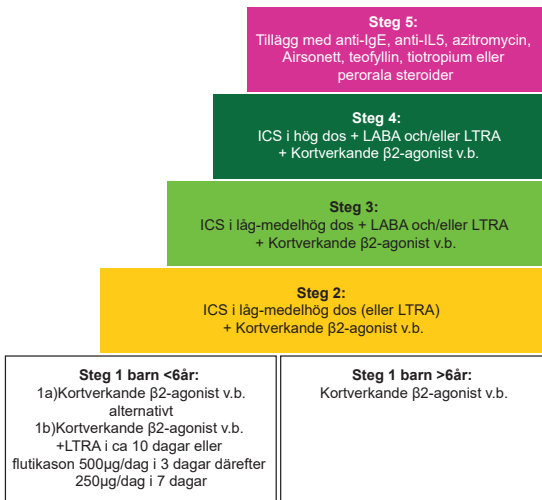 Steg 5:
Tillägg med anti-IgE, anti-IL5, azitromycin,
Airsonett, teofyllin, tiotropium eller
perorala steroider
Steg 4:
ICS i hög dos + LABA och/eller LTRA
+ Kortverkande β2-agonist v.b.
Steg 3:
ICS i låg-medelhög dos + LABA och/eller LTRA
+ Kortverkande β2-agonist v.b.
Steg 2:
ICS i låg-medelhög dos (eller LTRA)
+ Kortverkande β2-agonist v.b.
Steg 1 barn <6år:
1a)Kortverkande β2-agonist v.b.
alternativt
1b)Kortverkande β2-agonist v.b.
+LTRA i ca 10 dagar eller
flutikason 500µg/dag i 3 dagar därefter
250µg/dag i 7 dagar
Steg 1 barn >6år:
Kortverkande β2-agonist v.b.